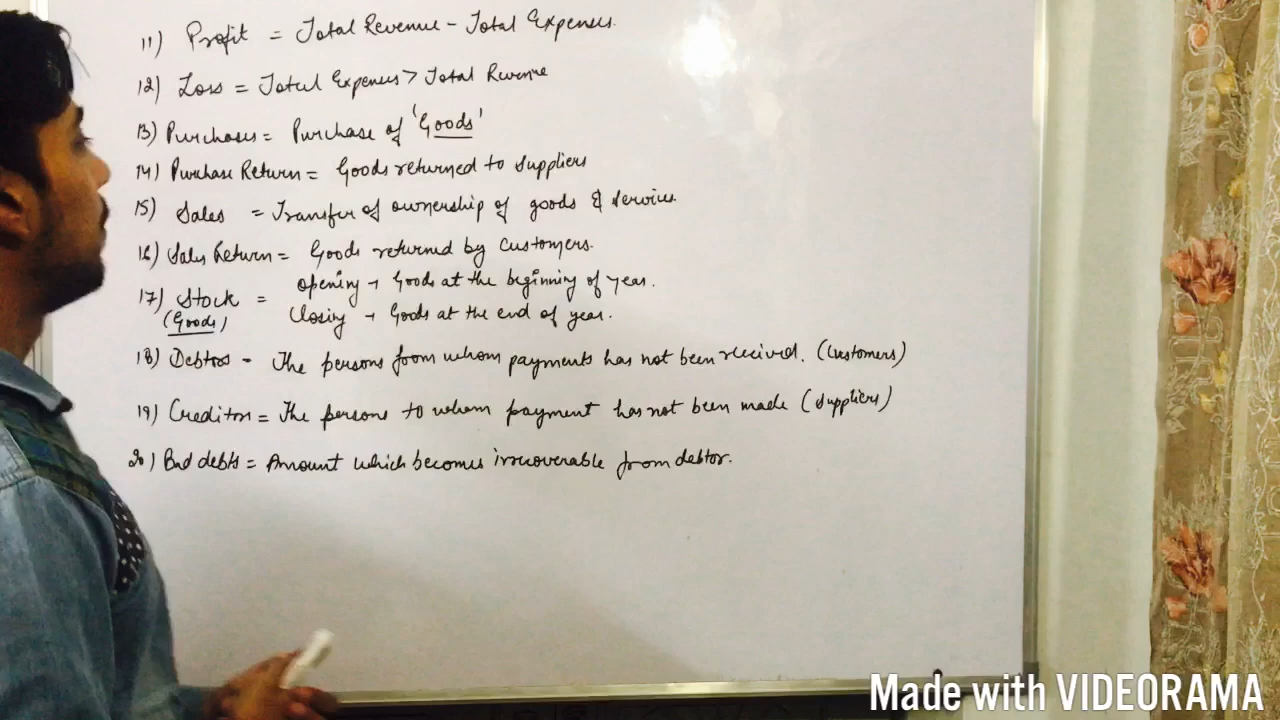 11) Profit = Total Revenue - Total Expenses.
12) Loss = Total Expenses > Total Revenue
13) Purchases = Purchase of 'Goods'
14) Purchase Return = Goods returned to suppliers
15) Sales = Transfer of ownership of goods & services
16) Sales Return = Goods returned by customers.
17) Stock = opening → Goods at the beginning of year.
(Goods) Closing → Goods at the end of year.
18) Debtors - The persons from whom payments has not been received. (Customers)
19) Creditors = The persons to whom payment has not been made (Suppliers)
20) Bad debts = Amount which becomes irrecoverable from debtor.
Made with VIDEORAMA